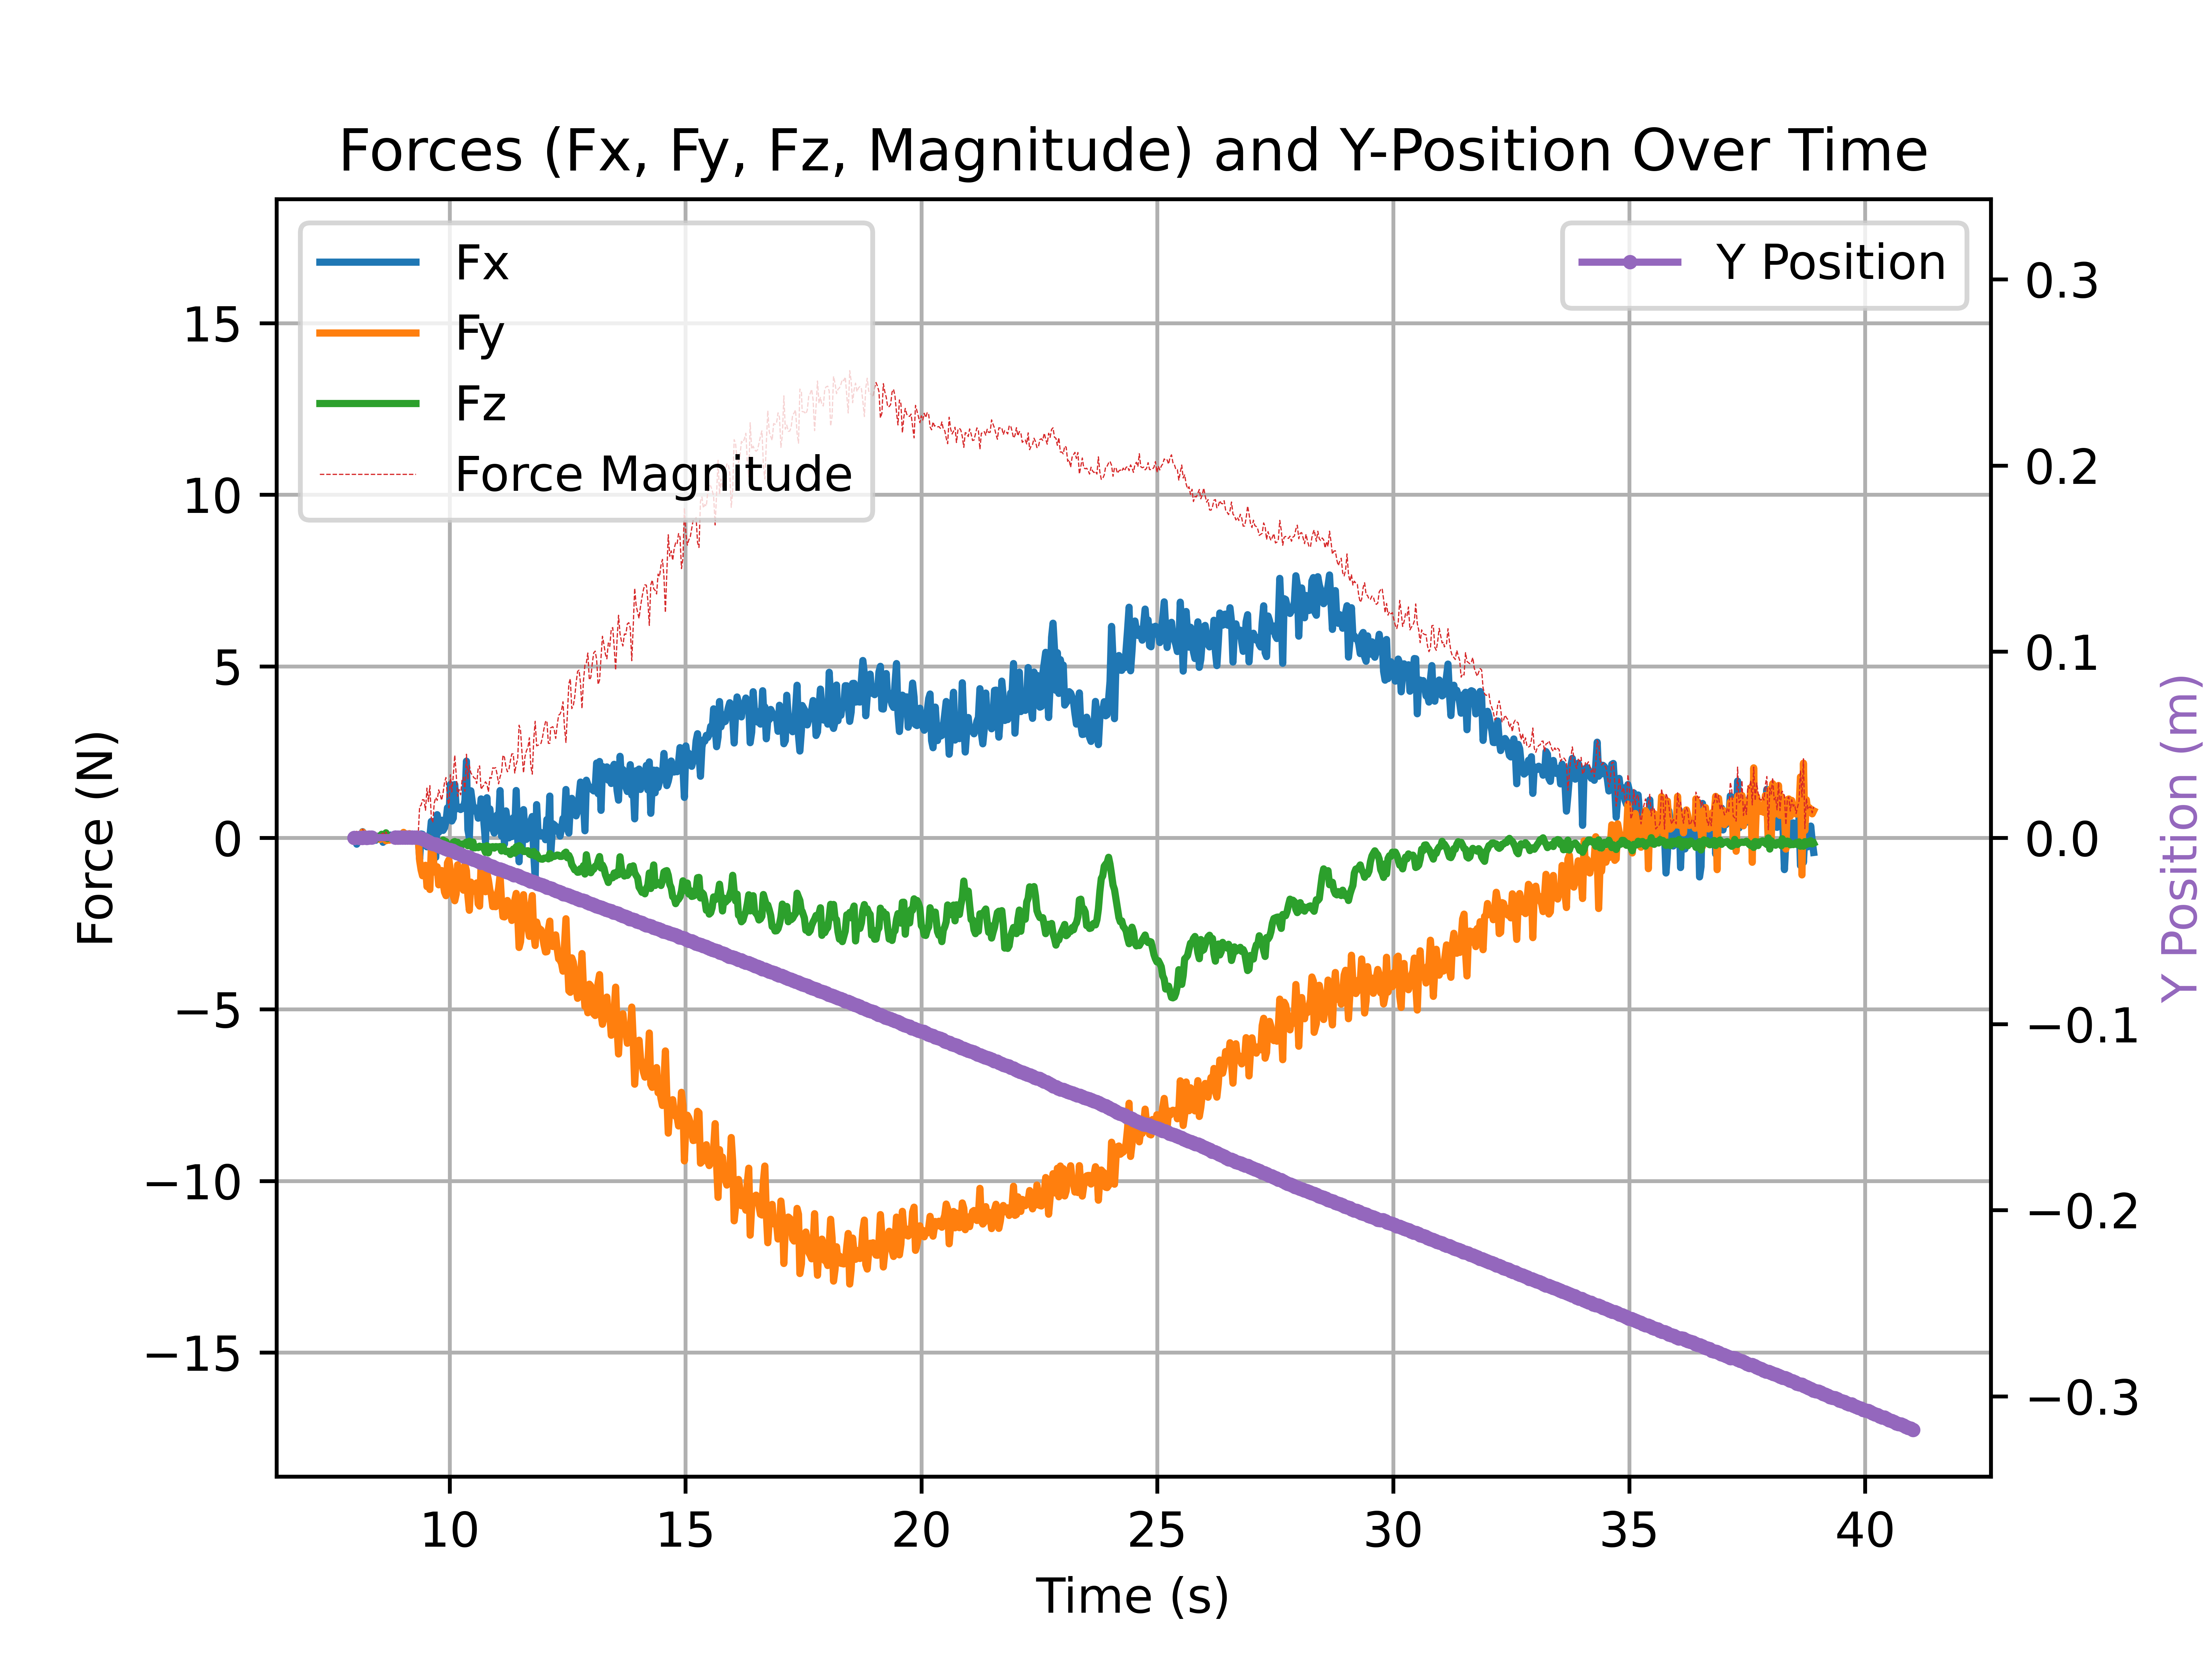 Forces (Fx, Fy, Fz, Magnitude) and Y-Position Over Time
Fx
Fy
Fz
Force Magnitude
Y Position
15
10
5
0
−5
−10
−15
Force (N)
0.3
0.2
0.1
0.0
−0.1
−0.2
−0.3
Y Position (m)
10 15 20 25 30 35 40
Time (s)